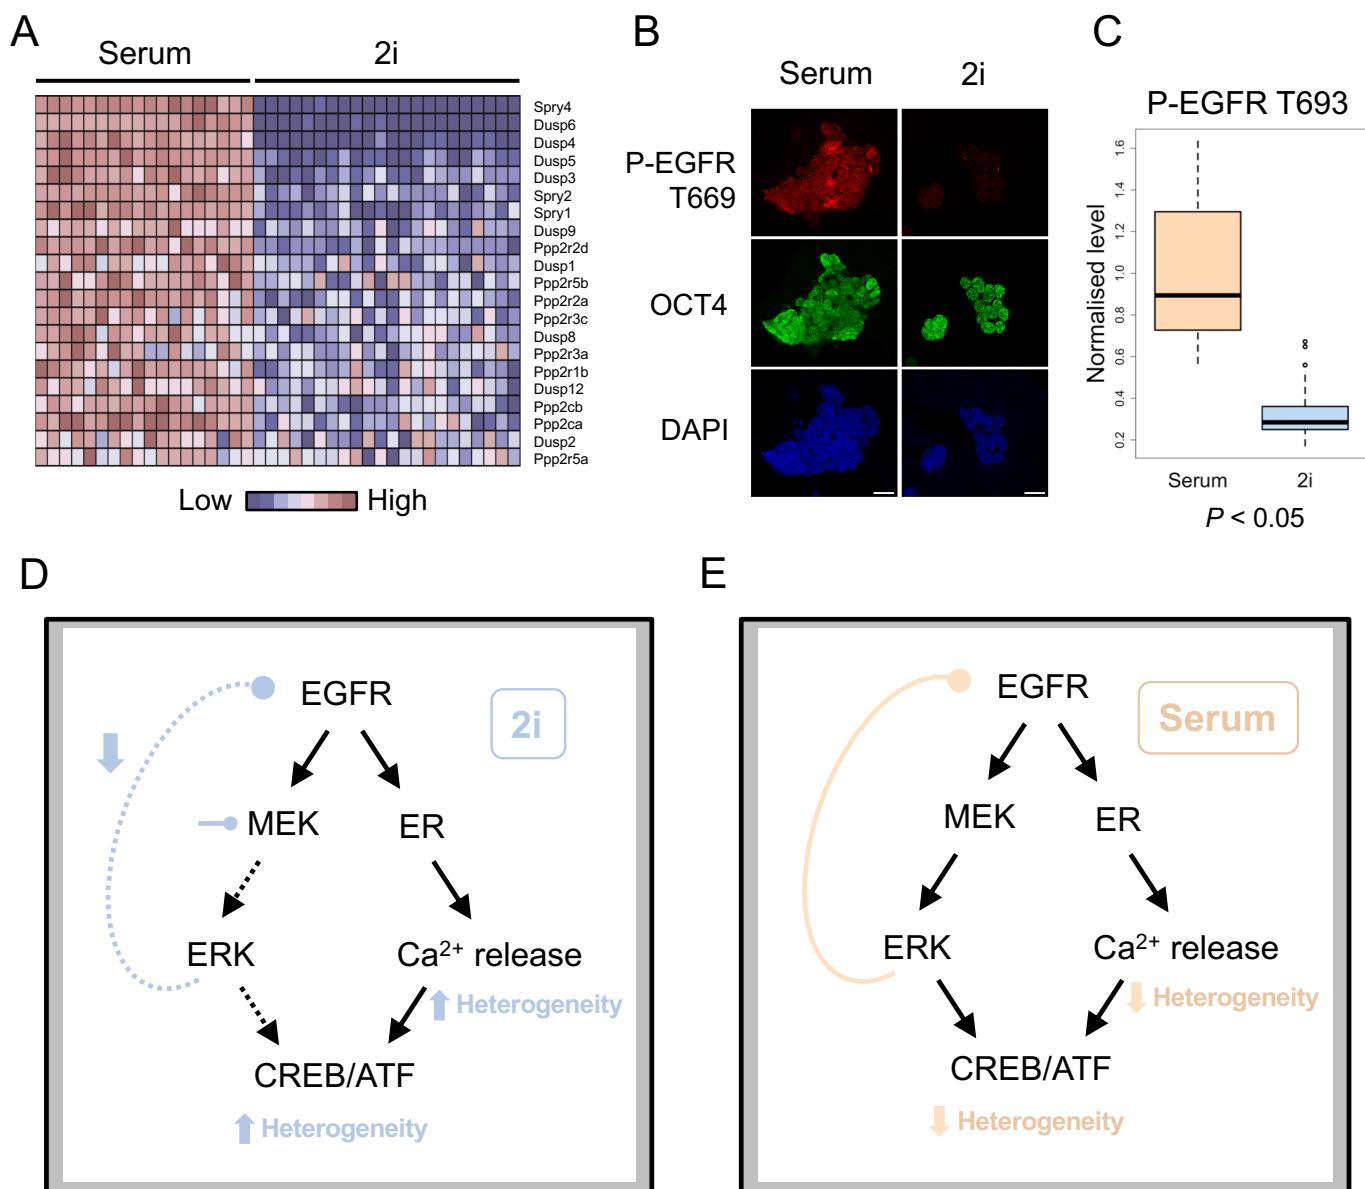 A
Serum 2i
Spry4
Dusp6
Dusp4
Dusp5
Dusp3
Spry2
Spry1
Dusp9
Ppp2r2d
Dusp1
Ppp2r5b
Ppp2r2a
Ppp2r3c
Dusp8
Ppp2r3a
Ppp2r1b
Dusp12
Ppp2cb
Ppp2ca
Dusp2
Ppp2r5a
Low High
B
Serum 2i
P-EGFR
T669
OCT4
DAPI
C
P-EGFR T693
Normalised level
1.6
1.4
1.2
1.0
0.8
0.6
0.4
0.2
Serum 2i
P < 0.05
D
EGFR
2i
MEK ER
ERK Ca²⁺ release
Heterogeneity
CREB/ATF
Heterogeneity
E
EGFR
Serum
MEK ER
ERK Ca²⁺ release
Heterogeneity
CREB/ATF
Heterogeneity